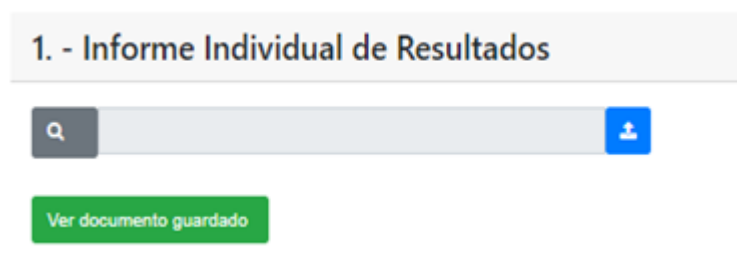 1. - Informe Individual de Resultados
Ver documento guardado